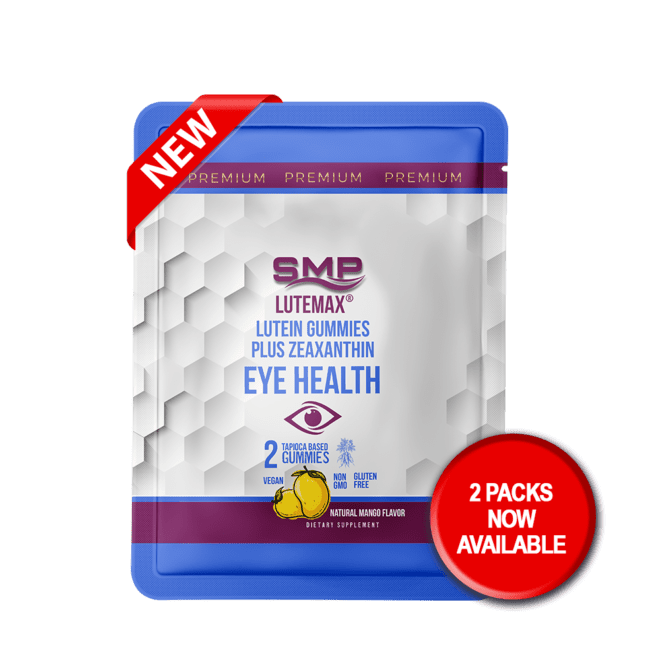 NEW
PREMIUM PREMIUM PREMIUM
SMP
LUTEMAX®
LUTEIN GUMMIES
PLUS ZEAXANTHIN
EYE HEALTH
2 TAPIOCA BASED
GUMMIES
VEGAN
NON
GMO
GLUTEN
FREE
NATURAL MANGO FLAVOR
DIETARY SUPPLEMENT
2 PACKS
NOW
AVAILABLE